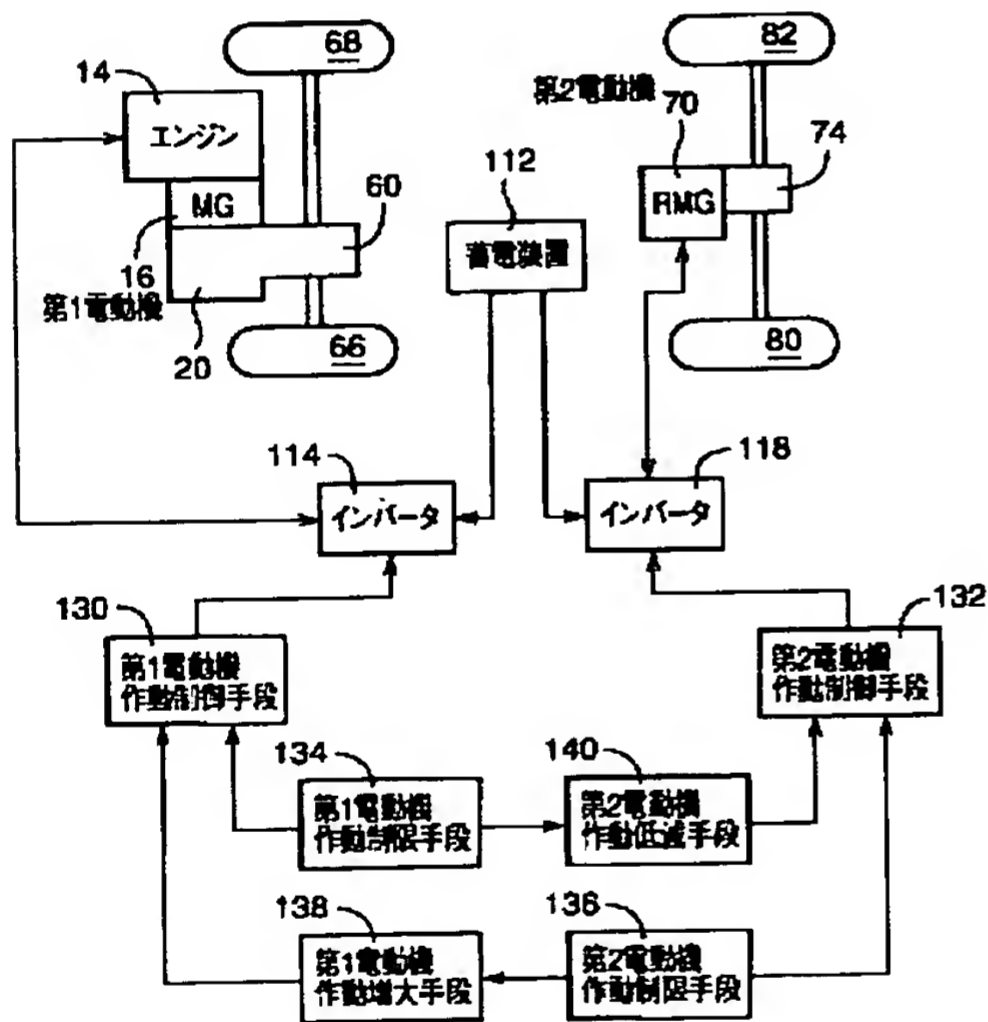 68
82
14
第2電動機
エンジン
70
112
74
60
MG
RMG
蓄電装置
16
第1電動機
20
66
80
114
118
インバータ
インバータ
130
132
第1電動機
作動制御手段
第2電動機
作動制御手段
134
140
第1電動機
作動制限手段
第2電動機
作動低減手段
138
136
第1電動機
作動増大手段
第2電動機
作動制限手段